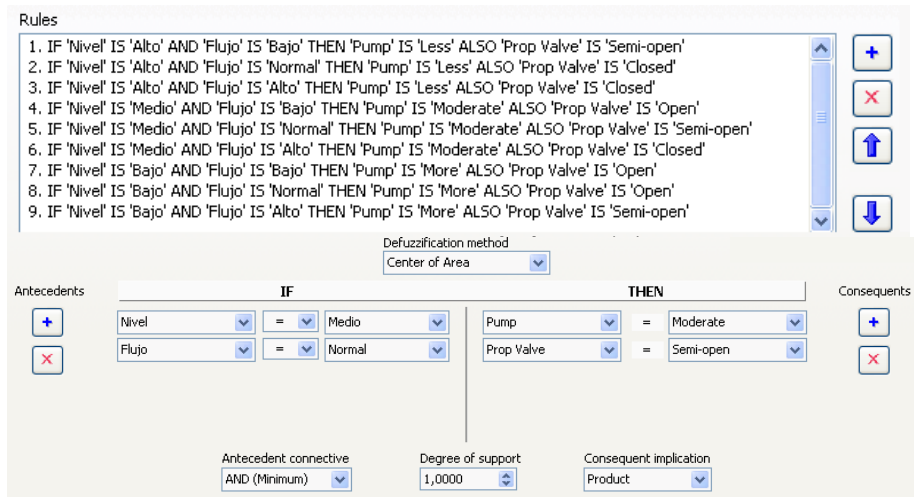 Rules
1. IF 'Nivel' IS 'Alto' AND 'Flujo' IS 'Bajo' THEN 'Pump' IS 'Less' ALSO 'Prop Valve' IS 'Semi-open'
2. IF 'Nivel' IS 'Alto' AND 'Flujo' IS 'Normal' THEN 'Pump' IS 'Less' ALSO 'Prop Valve' IS 'Closed'
3. IF 'Nivel' IS 'Alto' AND 'Flujo' IS 'Alto' THEN 'Pump' IS 'Less' ALSO 'Prop Valve' IS 'Closed'
4. IF 'Nivel' IS 'Medio' AND 'Flujo' IS 'Bajo' THEN 'Pump' IS 'Moderate' ALSO 'Prop Valve' IS 'Open'
5. IF 'Nivel' IS 'Medio' AND 'Flujo' IS 'Normal' THEN 'Pump' IS 'Moderate' ALSO 'Prop Valve' IS 'Semi-open'
6. IF 'Nivel' IS 'Medio' AND 'Flujo' IS 'Alto' THEN 'Pump' IS 'Moderate' ALSO 'Prop Valve' IS 'Closed'
7. IF 'Nivel' IS 'Bajo' AND 'Flujo' IS 'Bajo' THEN 'Pump' IS 'More' ALSO 'Prop Valve' IS 'Open'
8. IF 'Nivel' IS 'Bajo' AND 'Flujo' IS 'Normal' THEN 'Pump' IS 'More' ALSO 'Prop Valve' IS 'Open'
9. IF 'Nivel' IS 'Bajo' AND 'Flujo' IS 'Alto' THEN 'Pump' IS 'More' ALSO 'Prop Valve' IS 'Semi-open'
Defuzzification method
Center of Area
Antecedents IF THEN Consequents
Nivel = Medio Pump = Moderate
Flujo = Normal Prop Valve = Semi-open
Antecedent connective Degree of support Consequent implication
AND (Minimum) 1,0000 Product